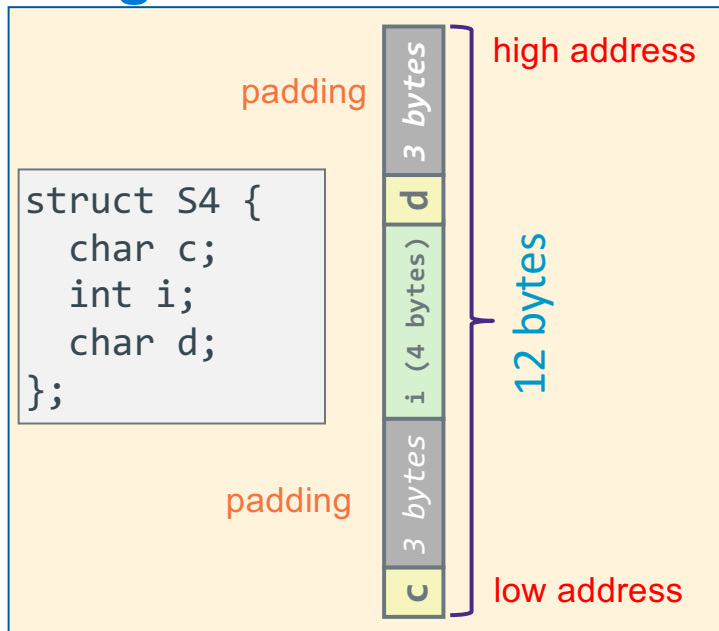 high address
padding
3 bytes
struct S4 {
char c;
int i;
char d;
};
d
i (4 bytes)
12 bytes
3 bytes
padding
c
low address